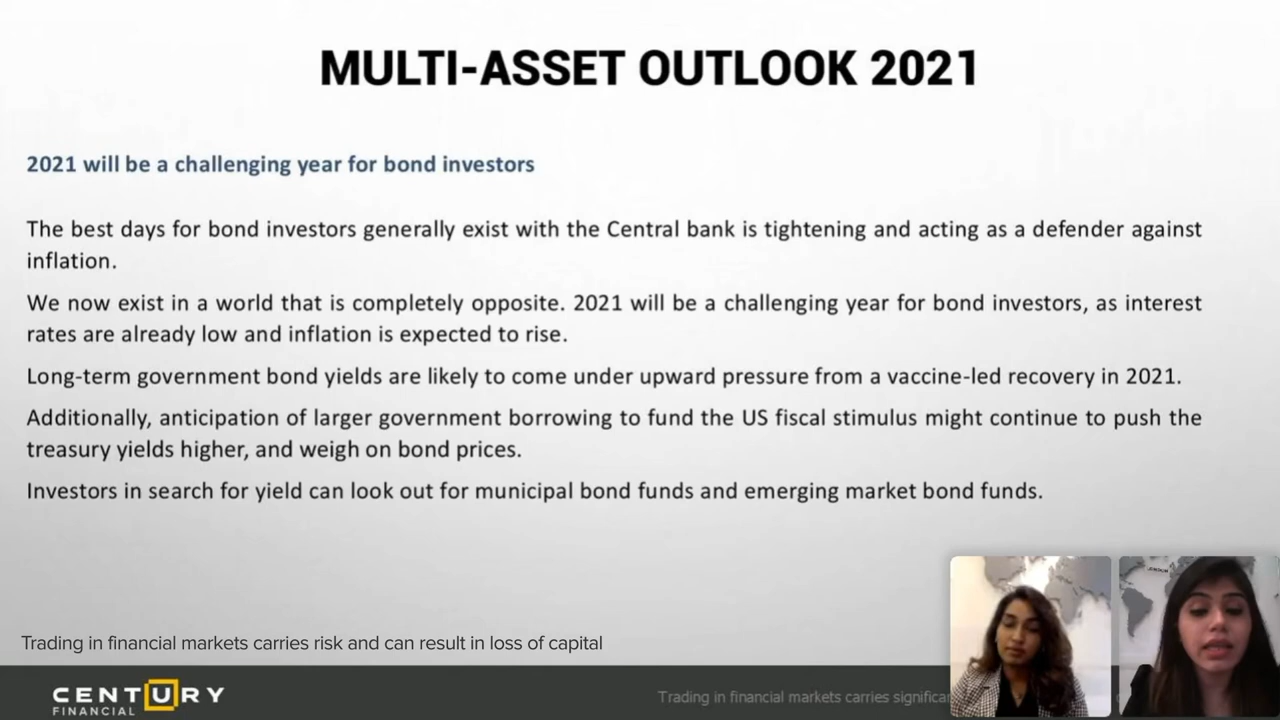 MULTI-ASSET OUTLOOK 2021
2021 will be a challenging year for bond investors
The best days for bond investors generally exist with the Central bank is tightening and acting as a defender against
inflation.
We now exist in a world that is completely opposite. 2021 will be a challenging year for bond investors, as interest
rates are already low and inflation is expected to rise.
Long-term government bond yields are likely to come under upward pressure from a vaccine-led recovery in 2021.
Additionally, anticipation of larger government borrowing to fund the US fiscal stimulus might continue to push the
treasury yields higher, and weigh on bond prices.
Investors in search for yield can look out for municipal bond funds and emerging market bond funds.
Trading in financial markets carries risk and can result in loss of capital
CENTURY
FINANCIAL
Trading in financial markets carries